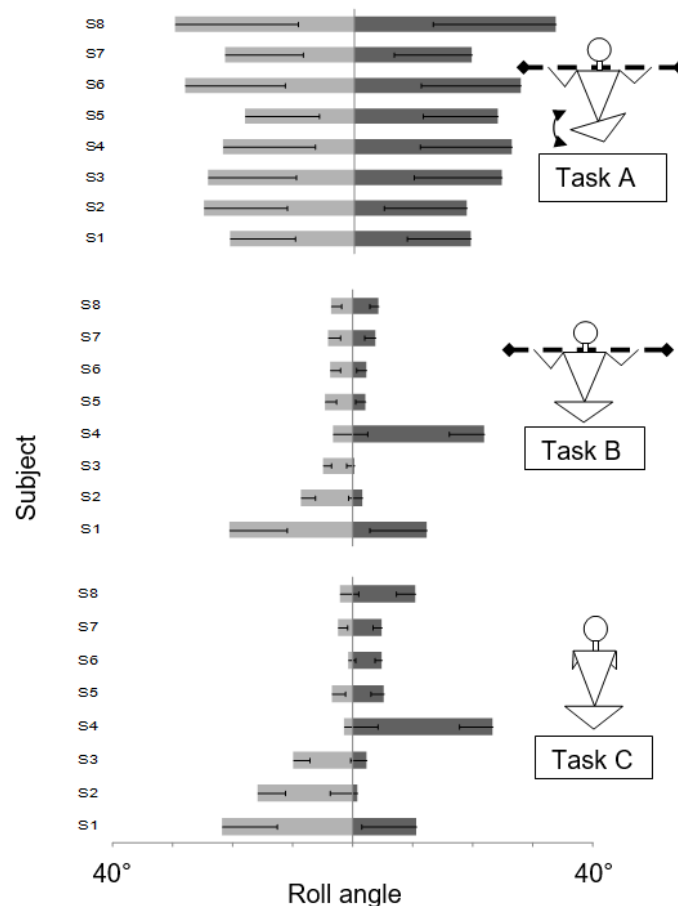 S8
S7
S6
S5
S4
S3
S2
S1
Task A
S8
S7
S6
S5
S4
S3
S2
S1
Task B
Subject
S8
S7
S6
S5
S4
S3
S2
S1
Task C
40° 40°
Roll angle